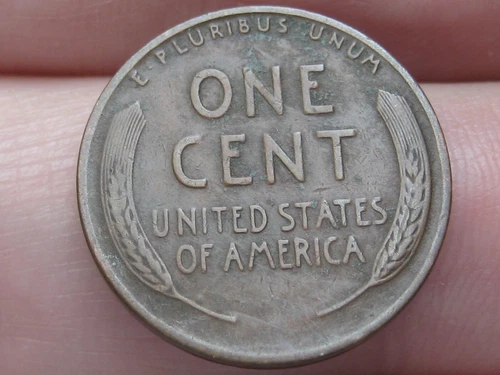 E·PLURIBUS UNUM
ONE
CENT
UNITED STATES
OF AMERICA